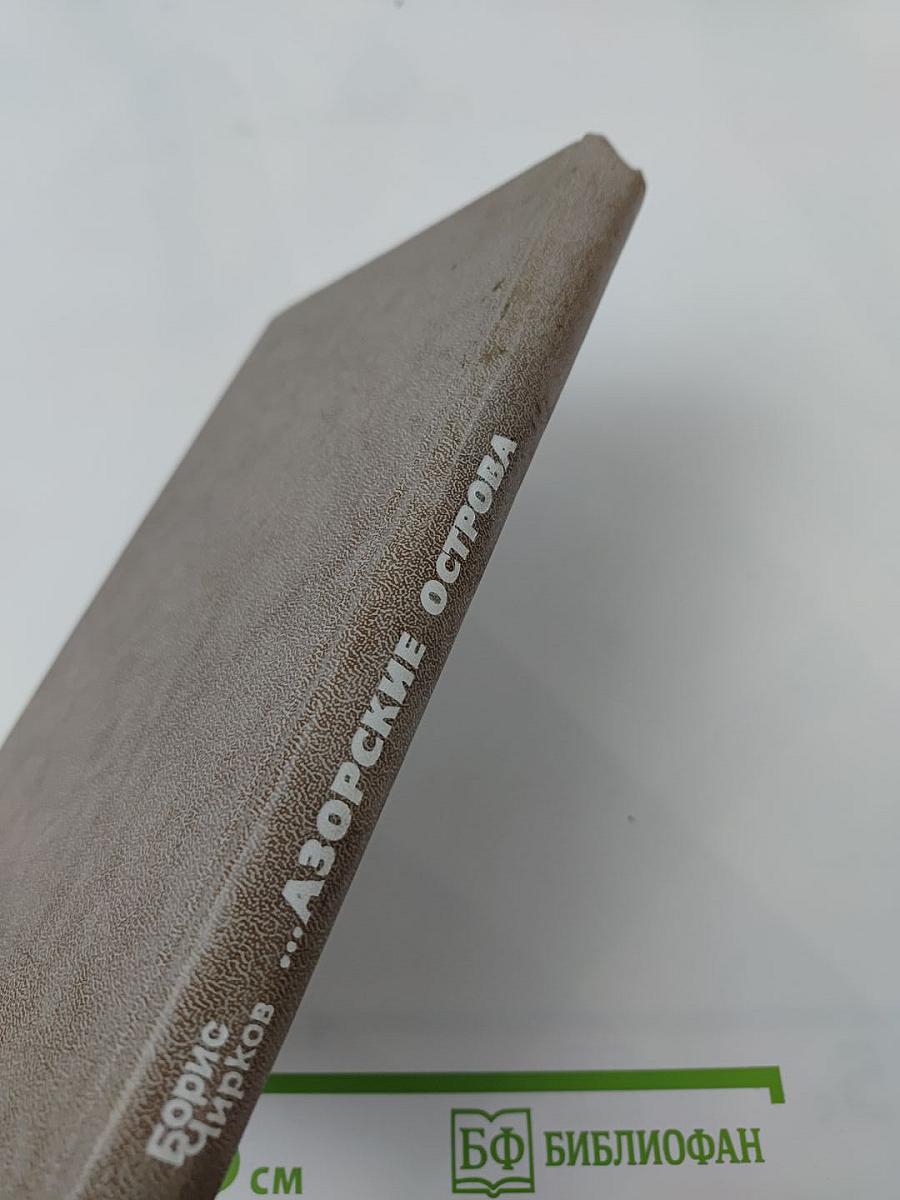 Борис
Чирков
...АЗОРСКИЕ ОСТРОВА
см
БФ БИБЛИОФАН